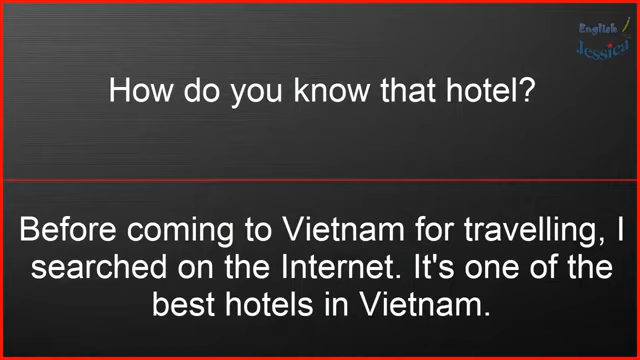 English
Jessica
How do you know that hotel?
Before coming to Vietnam for travelling, I
searched on the Internet. It's one of the
best hotels in Vietnam.